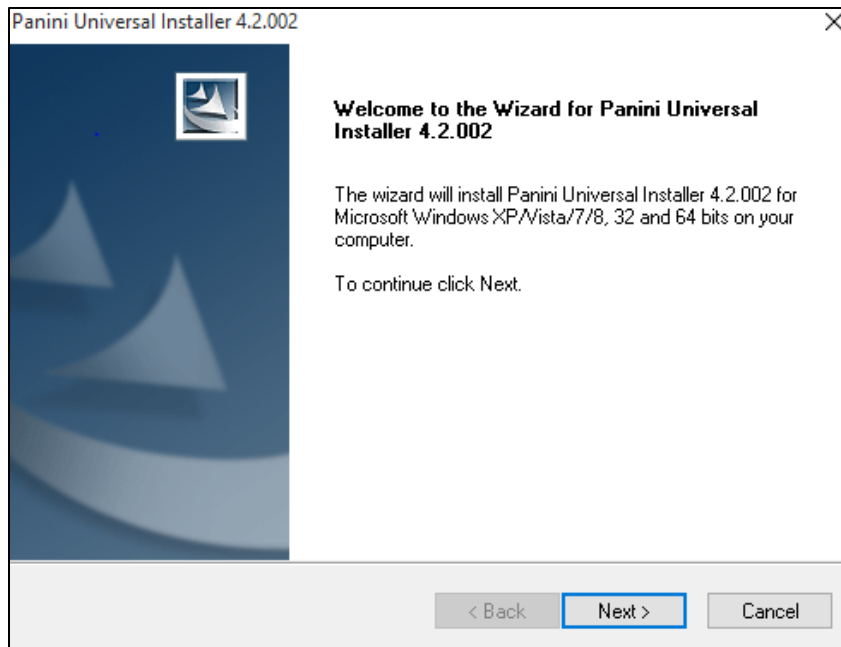 Panini Universal Installer 4.2.002
Welcome to the Wizard for Panini Universal
Installer 4.2.002
The wizard will install Panini Universal Installer 4.2.002 for
Microsoft Windows XP/Vista/7/8, 32 and 64 bits on your
computer.
To continue click Next.
< Back Next > Cancel